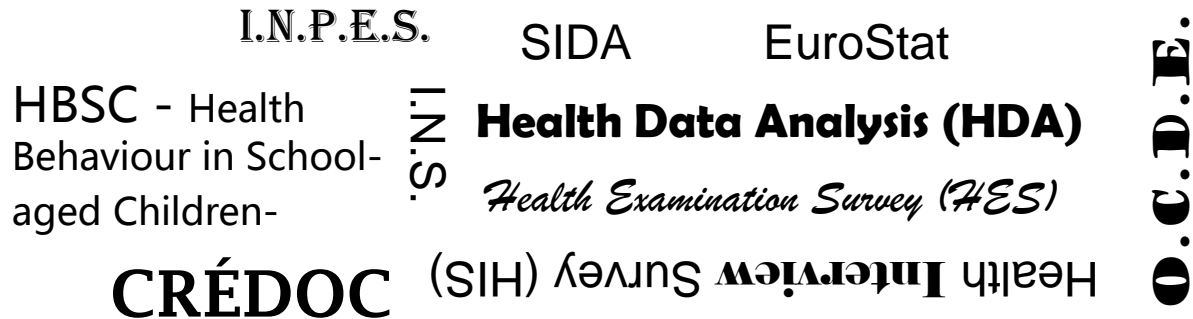 I.N.P.E.S.
SIDA
EuroStat
HBSC - Health
Behaviour in School-
aged Children-
I.N.S.
Health Data Analysis (HDA)
Health Examination Survey (HES)
CRÉDOC
Health Interview Survey (HIS)
O.C.D.E.